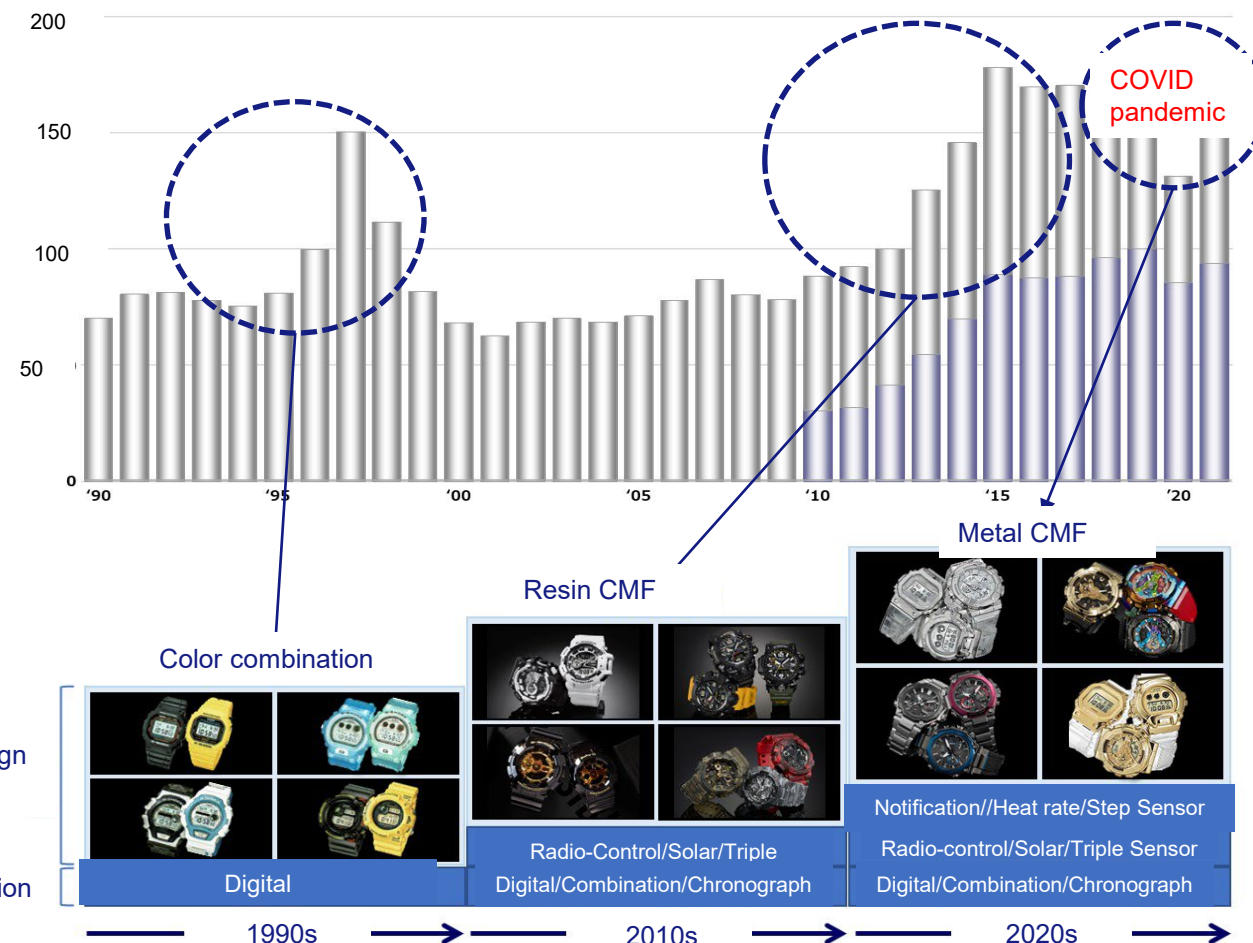 200
COVID
pandemic
150
100
50
0
'90
'95
'00
'05
'10
'15
'20
Metal CMF
Resin CMF
Color combination
gn
Notification//Heat rate/Step Sensor
Radio-Control/Solar/Triple
Radio-control/Solar/Triple Sensor
ion
Digital
Digital/Combination/Chronograph
Digital/Combination/Chronograph
1990s
2010s
2020s